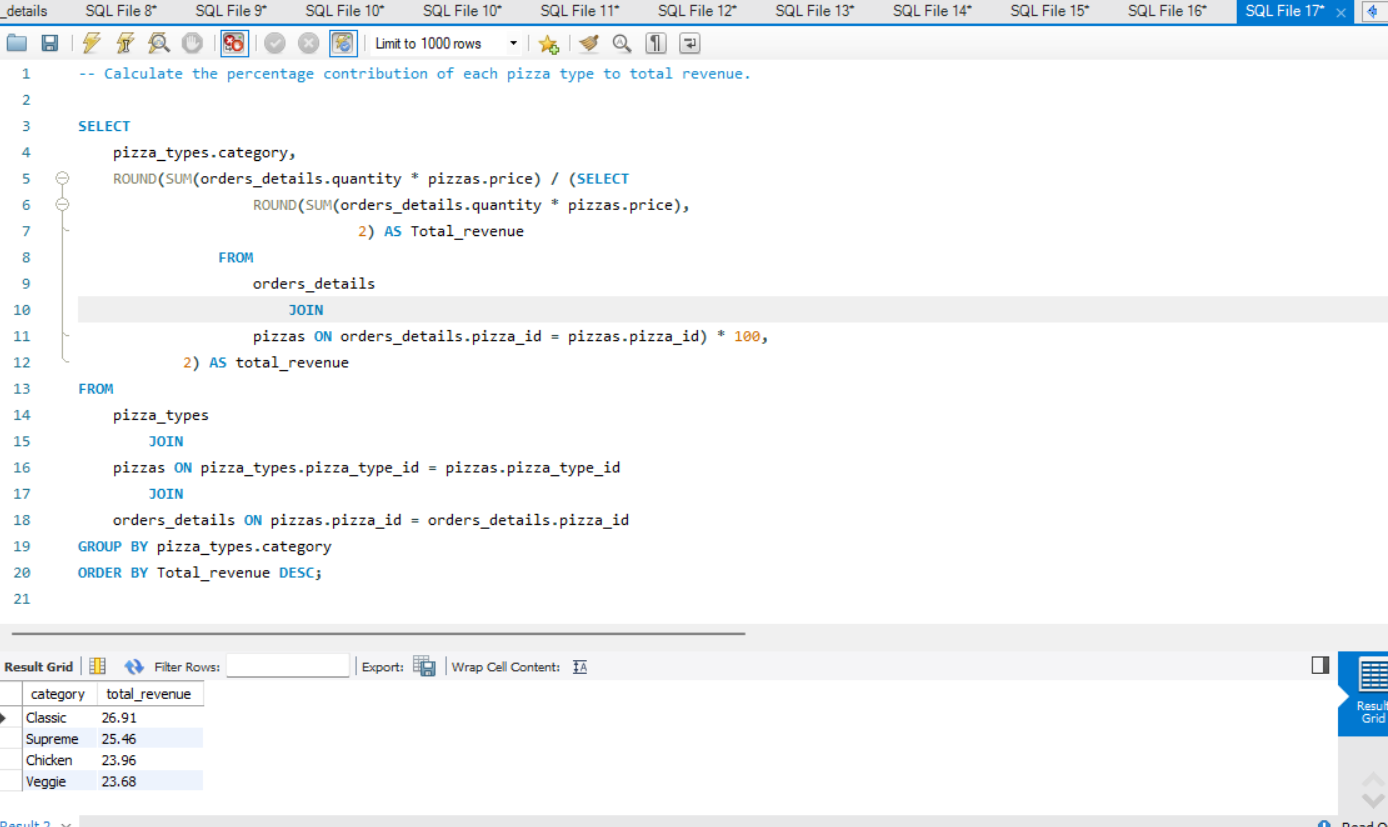 _details SQL File 8* SQL File 9* SQL File 10* SQL File 10* SQL File 11* SQL File 12* SQL File 13* SQL File 14* SQL File 15* SQL File 16* SQL File 17*
Limit to 1000 rows
1 -- Calculate the percentage contribution of each pizza type to total revenue.
2
3 SELECT
4 pizza_types.category,
5 ROUND(SUM(orders_details.quantity * pizzas.price) / (SELECT
6 ROUND(SUM(orders_details.quantity * pizzas.price),
7 2) AS Total_revenue
8 FROM
9 orders_details
10 JOIN
11 pizzas ON orders_details.pizza_id = pizzas.pizza_id) * 100,
12 2) AS total_revenue
13 FROM
14 pizza_types
15 JOIN
16 pizzas ON pizza_types.pizza_type_id = pizzas.pizza_type_id
17 JOIN
18 orders_details ON pizzas.pizza_id = orders_details.pizza_id
19 GROUP BY pizza_types.category
20 ORDER BY Total_revenue DESC;
21
Result Grid Filter Rows: Export: Wrap Cell Content: IA
category total_revenue
Classic 26.91
Supreme 25.46
Chicken 23.96
Veggie 23.68
Result
Grid